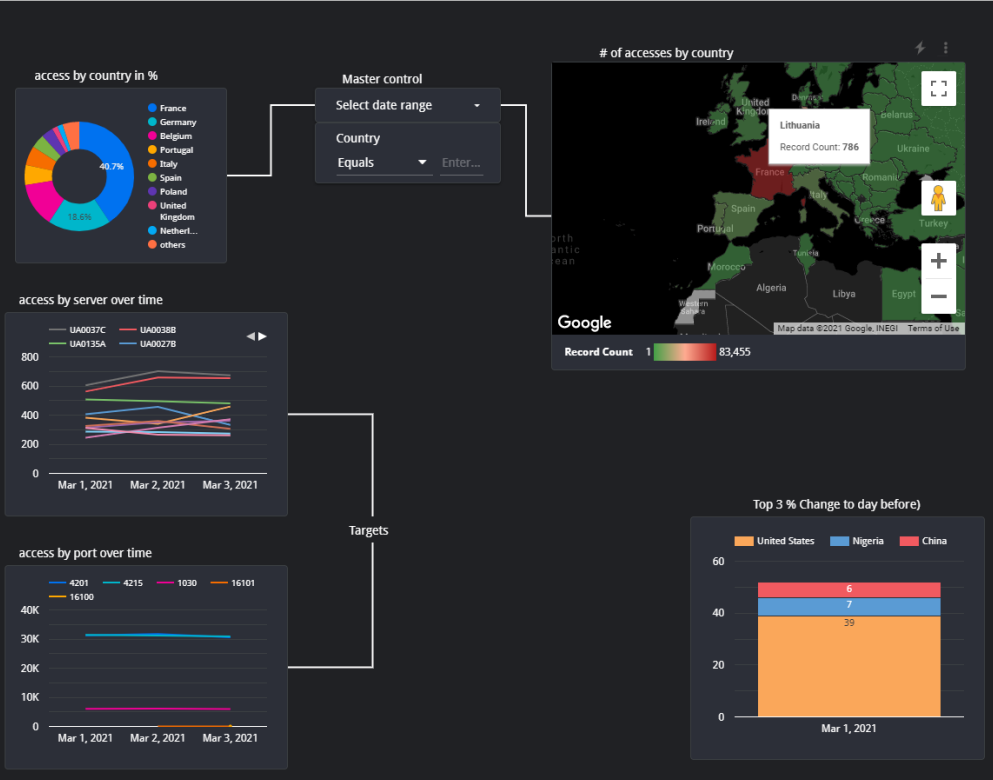 access by country in %
France
Germany
Belgium
Portugal
Italy
Spain
Poland
United
Kingdom
Netherl...
others
40.7%
18.6%
Master control
Select date range
Country
Equals
Enter...
# of accesses by country
United
Kingdom
Ireland
Belarus
Lithuania
Record Count: 786
Ukraine
France
Romania
Italy
Spain
Portugal
Greece
Turkey
Tunisia
Morocco
Algeria
Libya
Egypt
Western
Sahara
Google
Map data ©2021 Google, INEGI
Terms of Use
Record Count
1
83,455
access by server over time
UA0037C
UA0038B
UA0135A
UA0027B
800
600
400
200
0
Mar 1, 2021
Mar 2, 2021
Mar 3, 2021
Targets
access by port over time
4201
4215
1030
16101
16100
40K
30K
20K
10K
0
Mar 1, 2021
Mar 2, 2021
Mar 3, 2021
Top 3 % Change to day before)
United States
Nigeria
China
60
40
20
0
6
7
39
Mar 1, 2021